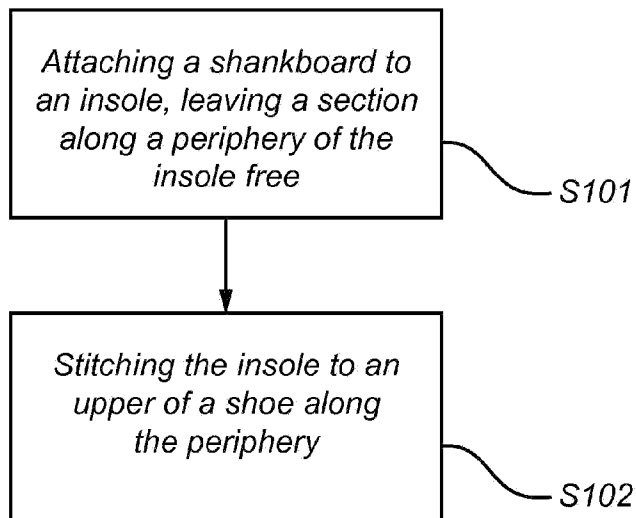 Attaching a shankboard to
an insole, leaving a section
along a periphery of the
insole free
S101
Stitching the insole to an
upper of a shoe along
the periphery
S102